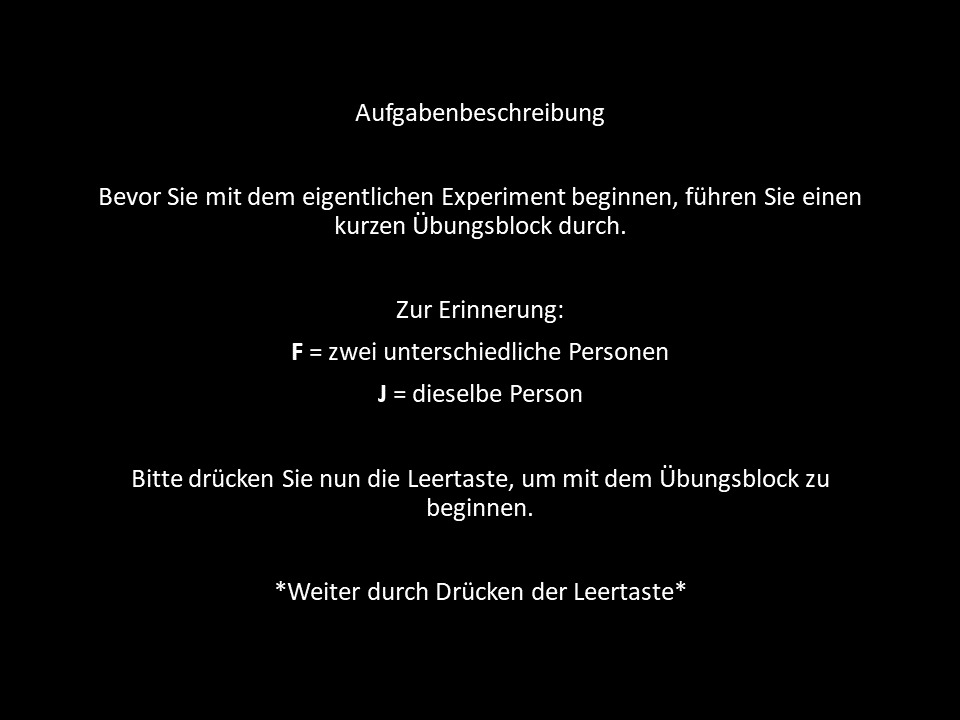 Aufgabenbeschreibung
Bevor Sie mit dem eigentlichen Experiment beginnen, führen Sie einen
kurzen Übungsblock durch.
Zur Erinnerung:
F = zwei unterschiedliche Personen
J = dieselbe Person
Bitte drücken Sie nun die Leertaste, um mit dem Übungsblock zu
beginnen.
*Weiter durch Drücken der Leertaste*